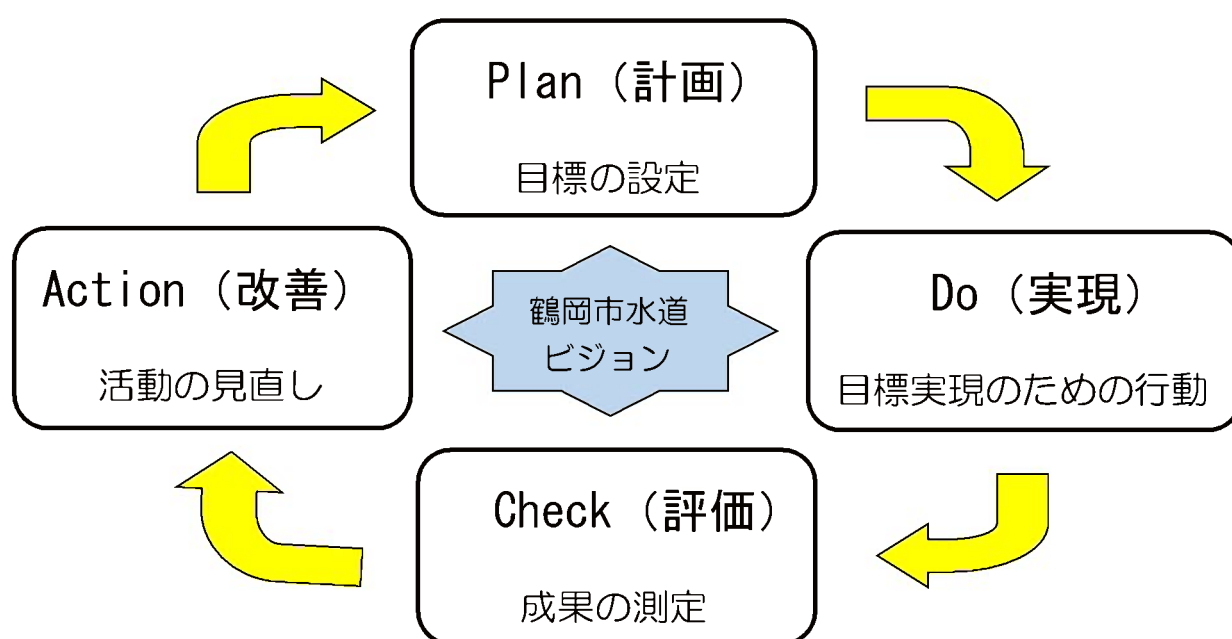 Plan（計画）
目標の設定
Action（改善）
活動の見直し
鶴岡市水道
ビジョン
Do（実現）
目標実現のための行動
Check（評価）
成果の測定